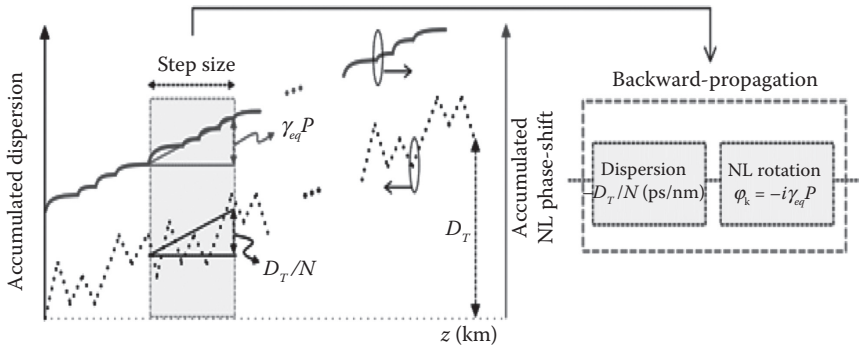 Accumulated dispersion
Step size
γeqP
DT/N
DT
z (km)
Accumulated
NL phase-shift
Backward-propagation
Dispersion
–DT/N (ps/nm)
NL rotation
φk = –iγeqP